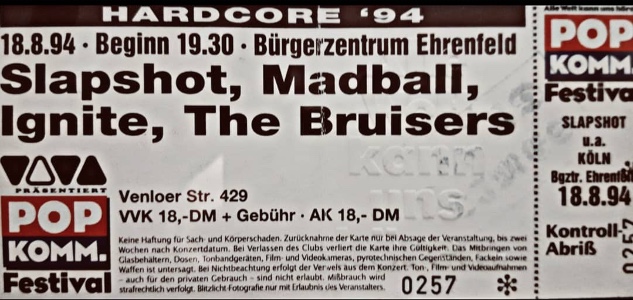 HARDCORE '94
18.8.94 · Beginn 19.30 · Bürgerzentrum Ehrenfeld
Slapshot, Madball,
Ignite, The Bruisers
VIVA
PRÄSENTIERT
POP
KOMM.
Festival
Venloer Str. 429
VVK 18,-DM + Gebühr · AK 18,- DM
Keine Haftung für Sach- und Körperschäden. Zurücknahme der Karte nur bei Absage der Veranstaltung, bis zwei
Wochen nach Konzertdatum. Bei Verlassen des Clubs verliert die Karte ihre Gültigkeit. Das Mitbringen von
Glasbehältern, Dosen, Tonbandgeräten, Film- und Videokameras, pyrotechnischen Gegenständen, Fackeln sowie
Waffen ist untersagt. Bei Nichtbeachtung erfolgt der Verweis aus dem Konzert. Ton-, Film- und Videoaufnahmen
– auch für den privaten Gebrauch – sind nicht erlaubt. Mißbrauch wird
strafrechtlich verfolgt. Blitzlicht-Fotografie nur mit Erlaubnis des Veranstalters.
0257
kann
uns
POP
KOMM.
Festiva
SLAPSHOT
u.a.
KÖLN
Bgztr. Ehrenfeld
18.8.94
Kontroll-
Abriß
0257